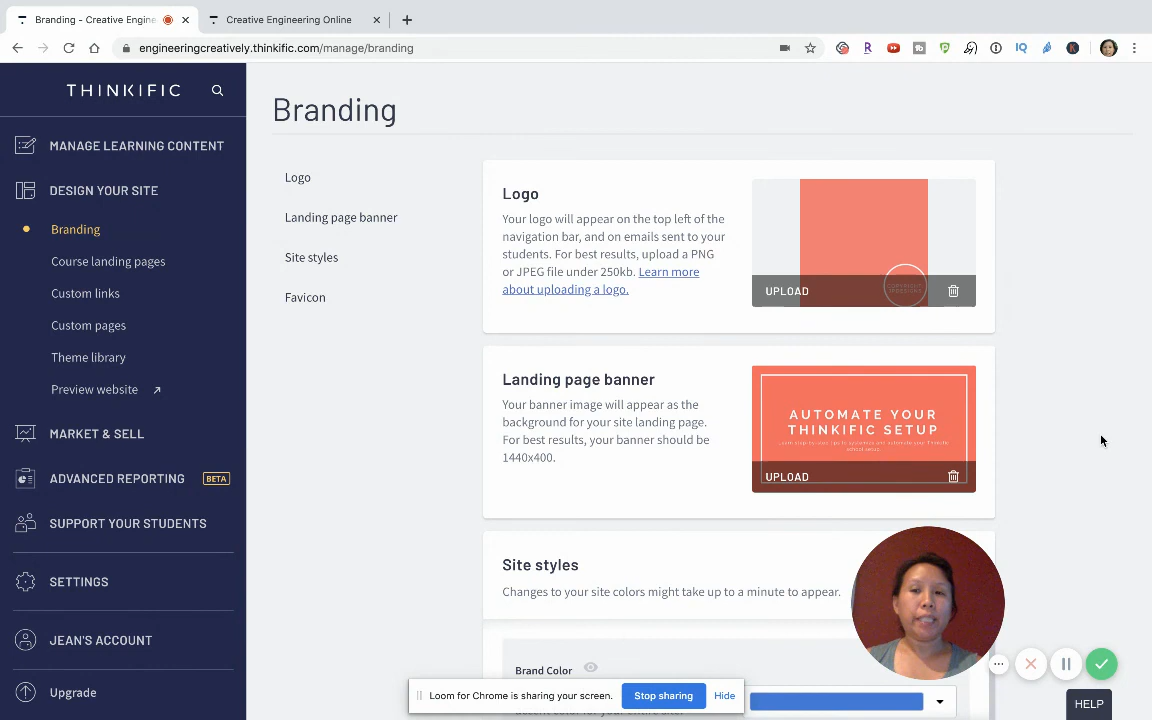 Branding - Creative Engine
Creative Engineering Online
engineeringcreatively.thinkific.com/manage/branding
THINKIFIC
MANAGE LEARNING CONTENT
DESIGN YOUR SITE
Branding
Course landing pages
Custom links
Custom pages
Theme library
Preview website
MARKET & SELL
ADVANCED REPORTING
BETA
SUPPORT YOUR STUDENTS
SETTINGS
JEAN'S ACCOUNT
Upgrade
Branding
Logo
Landing page banner
Site styles
Favicon
Logo
Your logo will appear on the top left of the
navigation bar, and on emails sent to your
students. For best results, upload a PNG
or JPEG file under 250kb. Learn more
about uploading a logo.
UPLOAD
Landing page banner
Your banner image will appear as the
background for your site landing page.
For best results, your banner should be
1440x400.
AUTOMATE YOUR
THINKIFIC SETUP
UPLOAD
Site styles
Changes to your site colors might take up to a minute to appear.
Brand Color
Loom for Chrome is sharing your screen.
Stop sharing
Hide
HELP